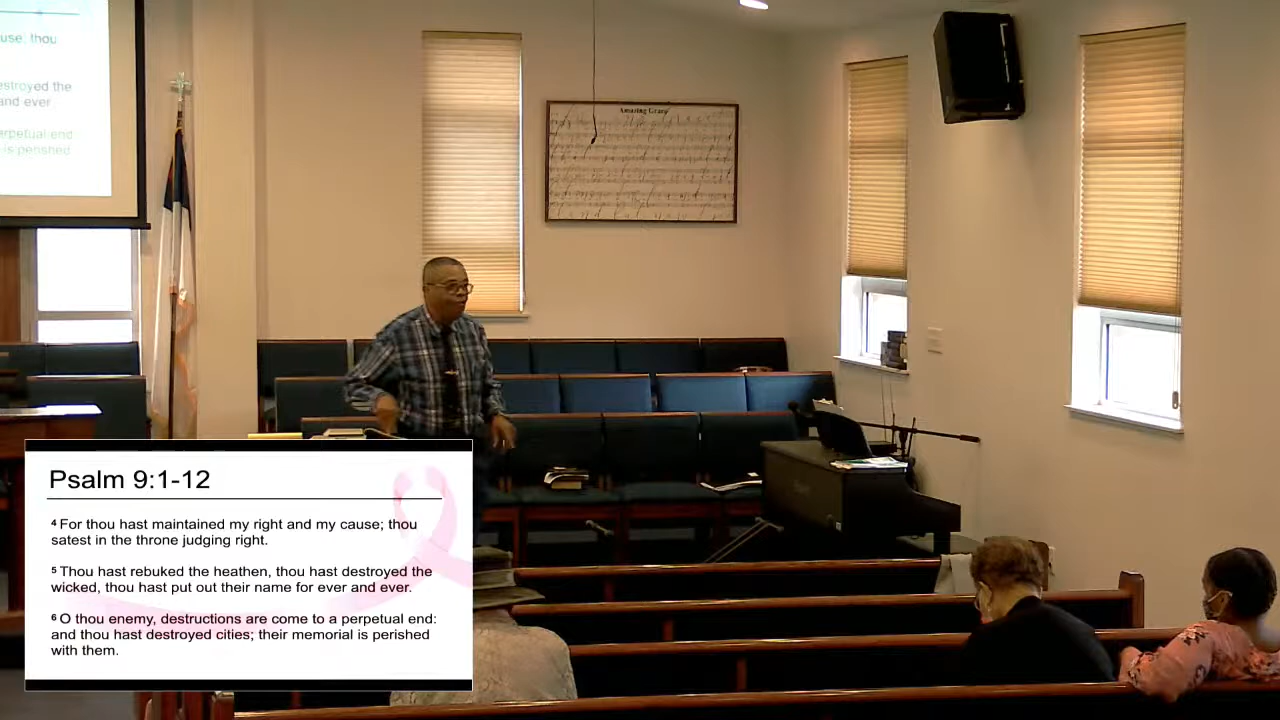 use; thou
estroyed the
and ever
erpetual end
is perished
Amazing Grace
Psalm 9:1-12
4 For thou hast maintained my right and my cause; thou
satest in the throne judging right.
5 Thou hast rebuked the heathen, thou hast destroyed the
wicked, thou hast put out their name for ever and ever.
6 O thou enemy, destructions are come to a perpetual end:
and thou hast destroyed cities; their memorial is perished
with them.